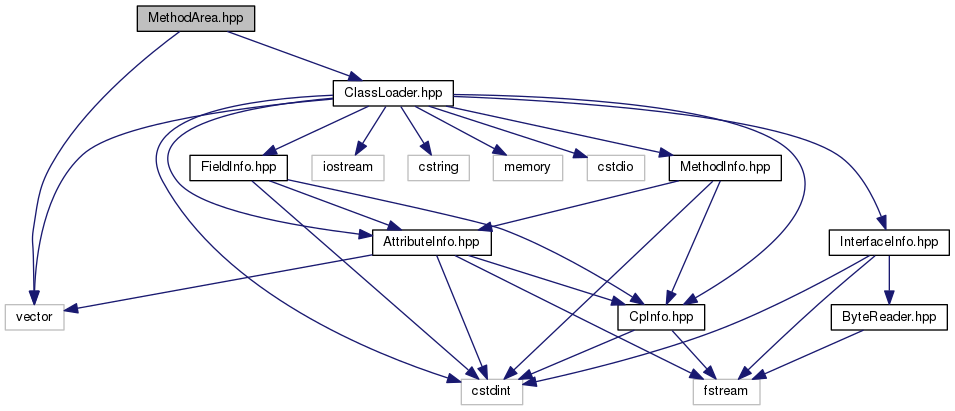 MethodArea.hpp
ClassLoader.hpp
FieldInfo.hpp
iostream
cstring
memory
cstdio
MethodInfo.hpp
AttributeInfo.hpp
InterfaceInfo.hpp
vector
CpInfo.hpp
ByteReader.hpp
cstdint
fstream